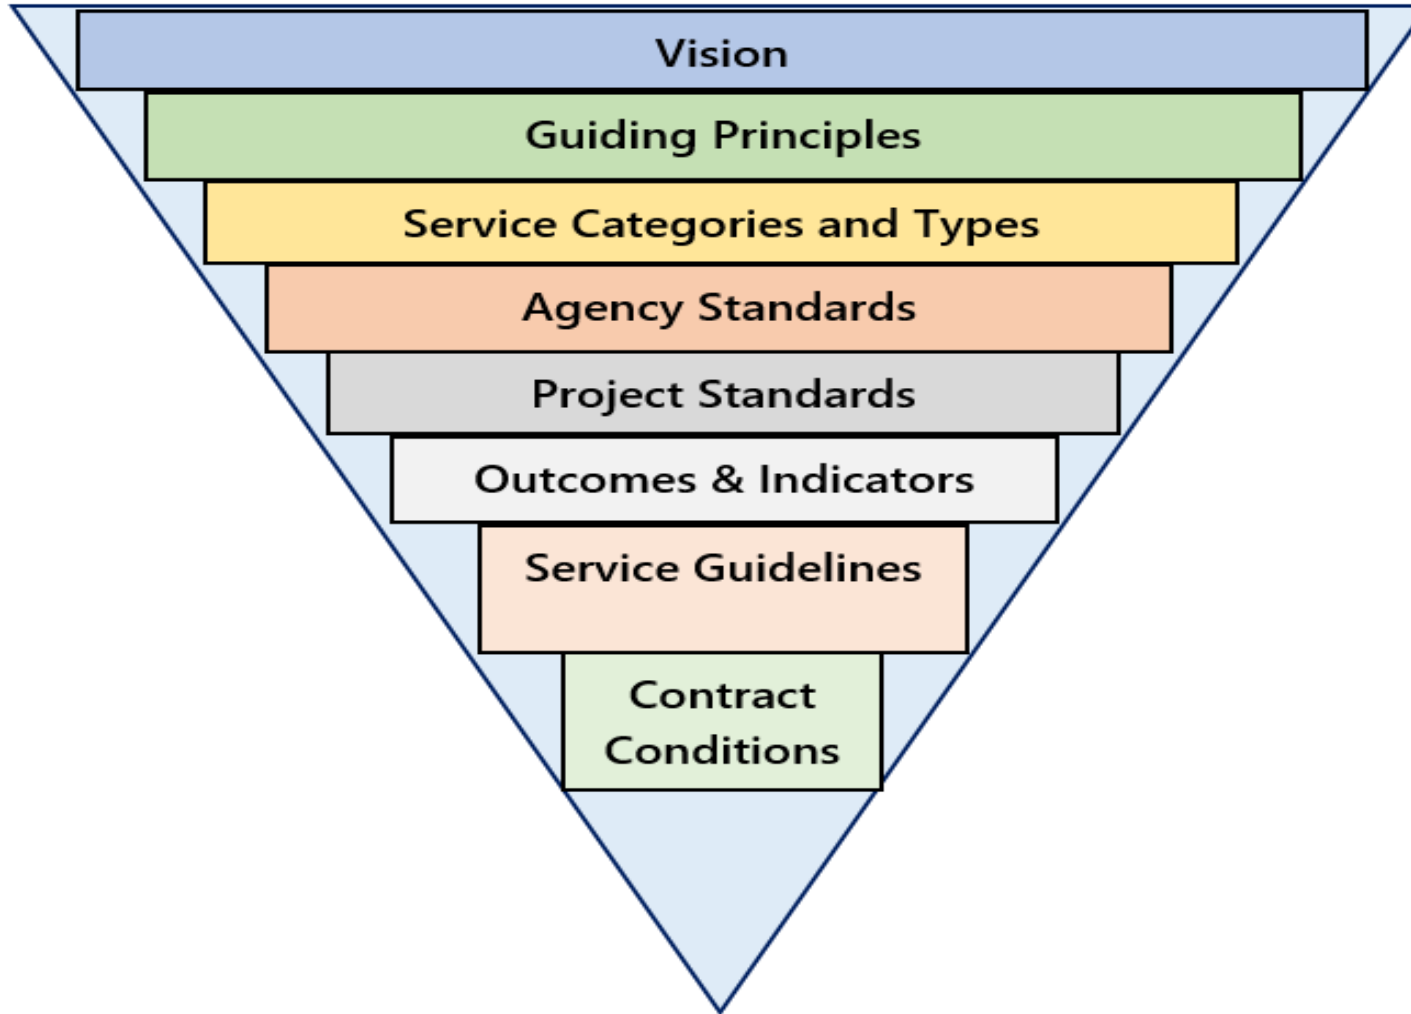 Vision
Guiding Principles
Service Categories and Types
Agency Standards
Project Standards
Outcomes & Indicators
Service Guidelines
Contract
Conditions